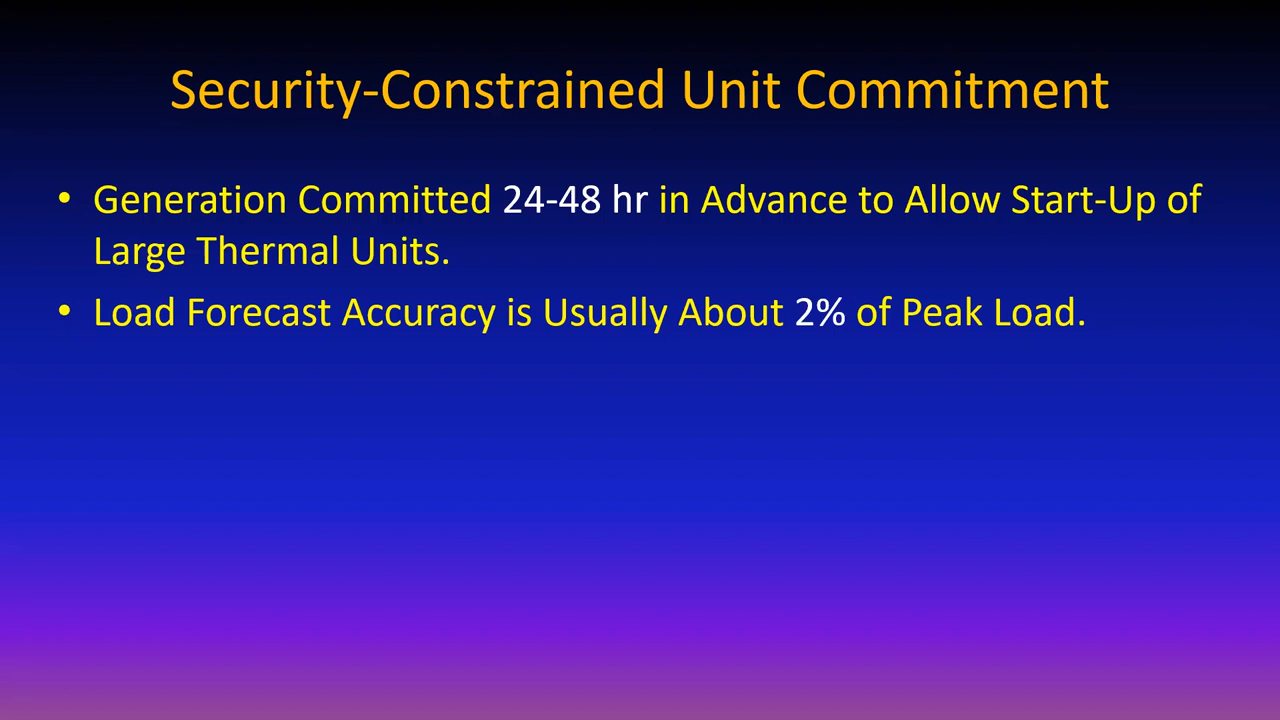 Security-Constrained Unit Commitment
• Generation Committed 24-48 hr in Advance to Allow Start-Up of
Large Thermal Units.
• Load Forecast Accuracy is Usually About 2% of Peak Load.